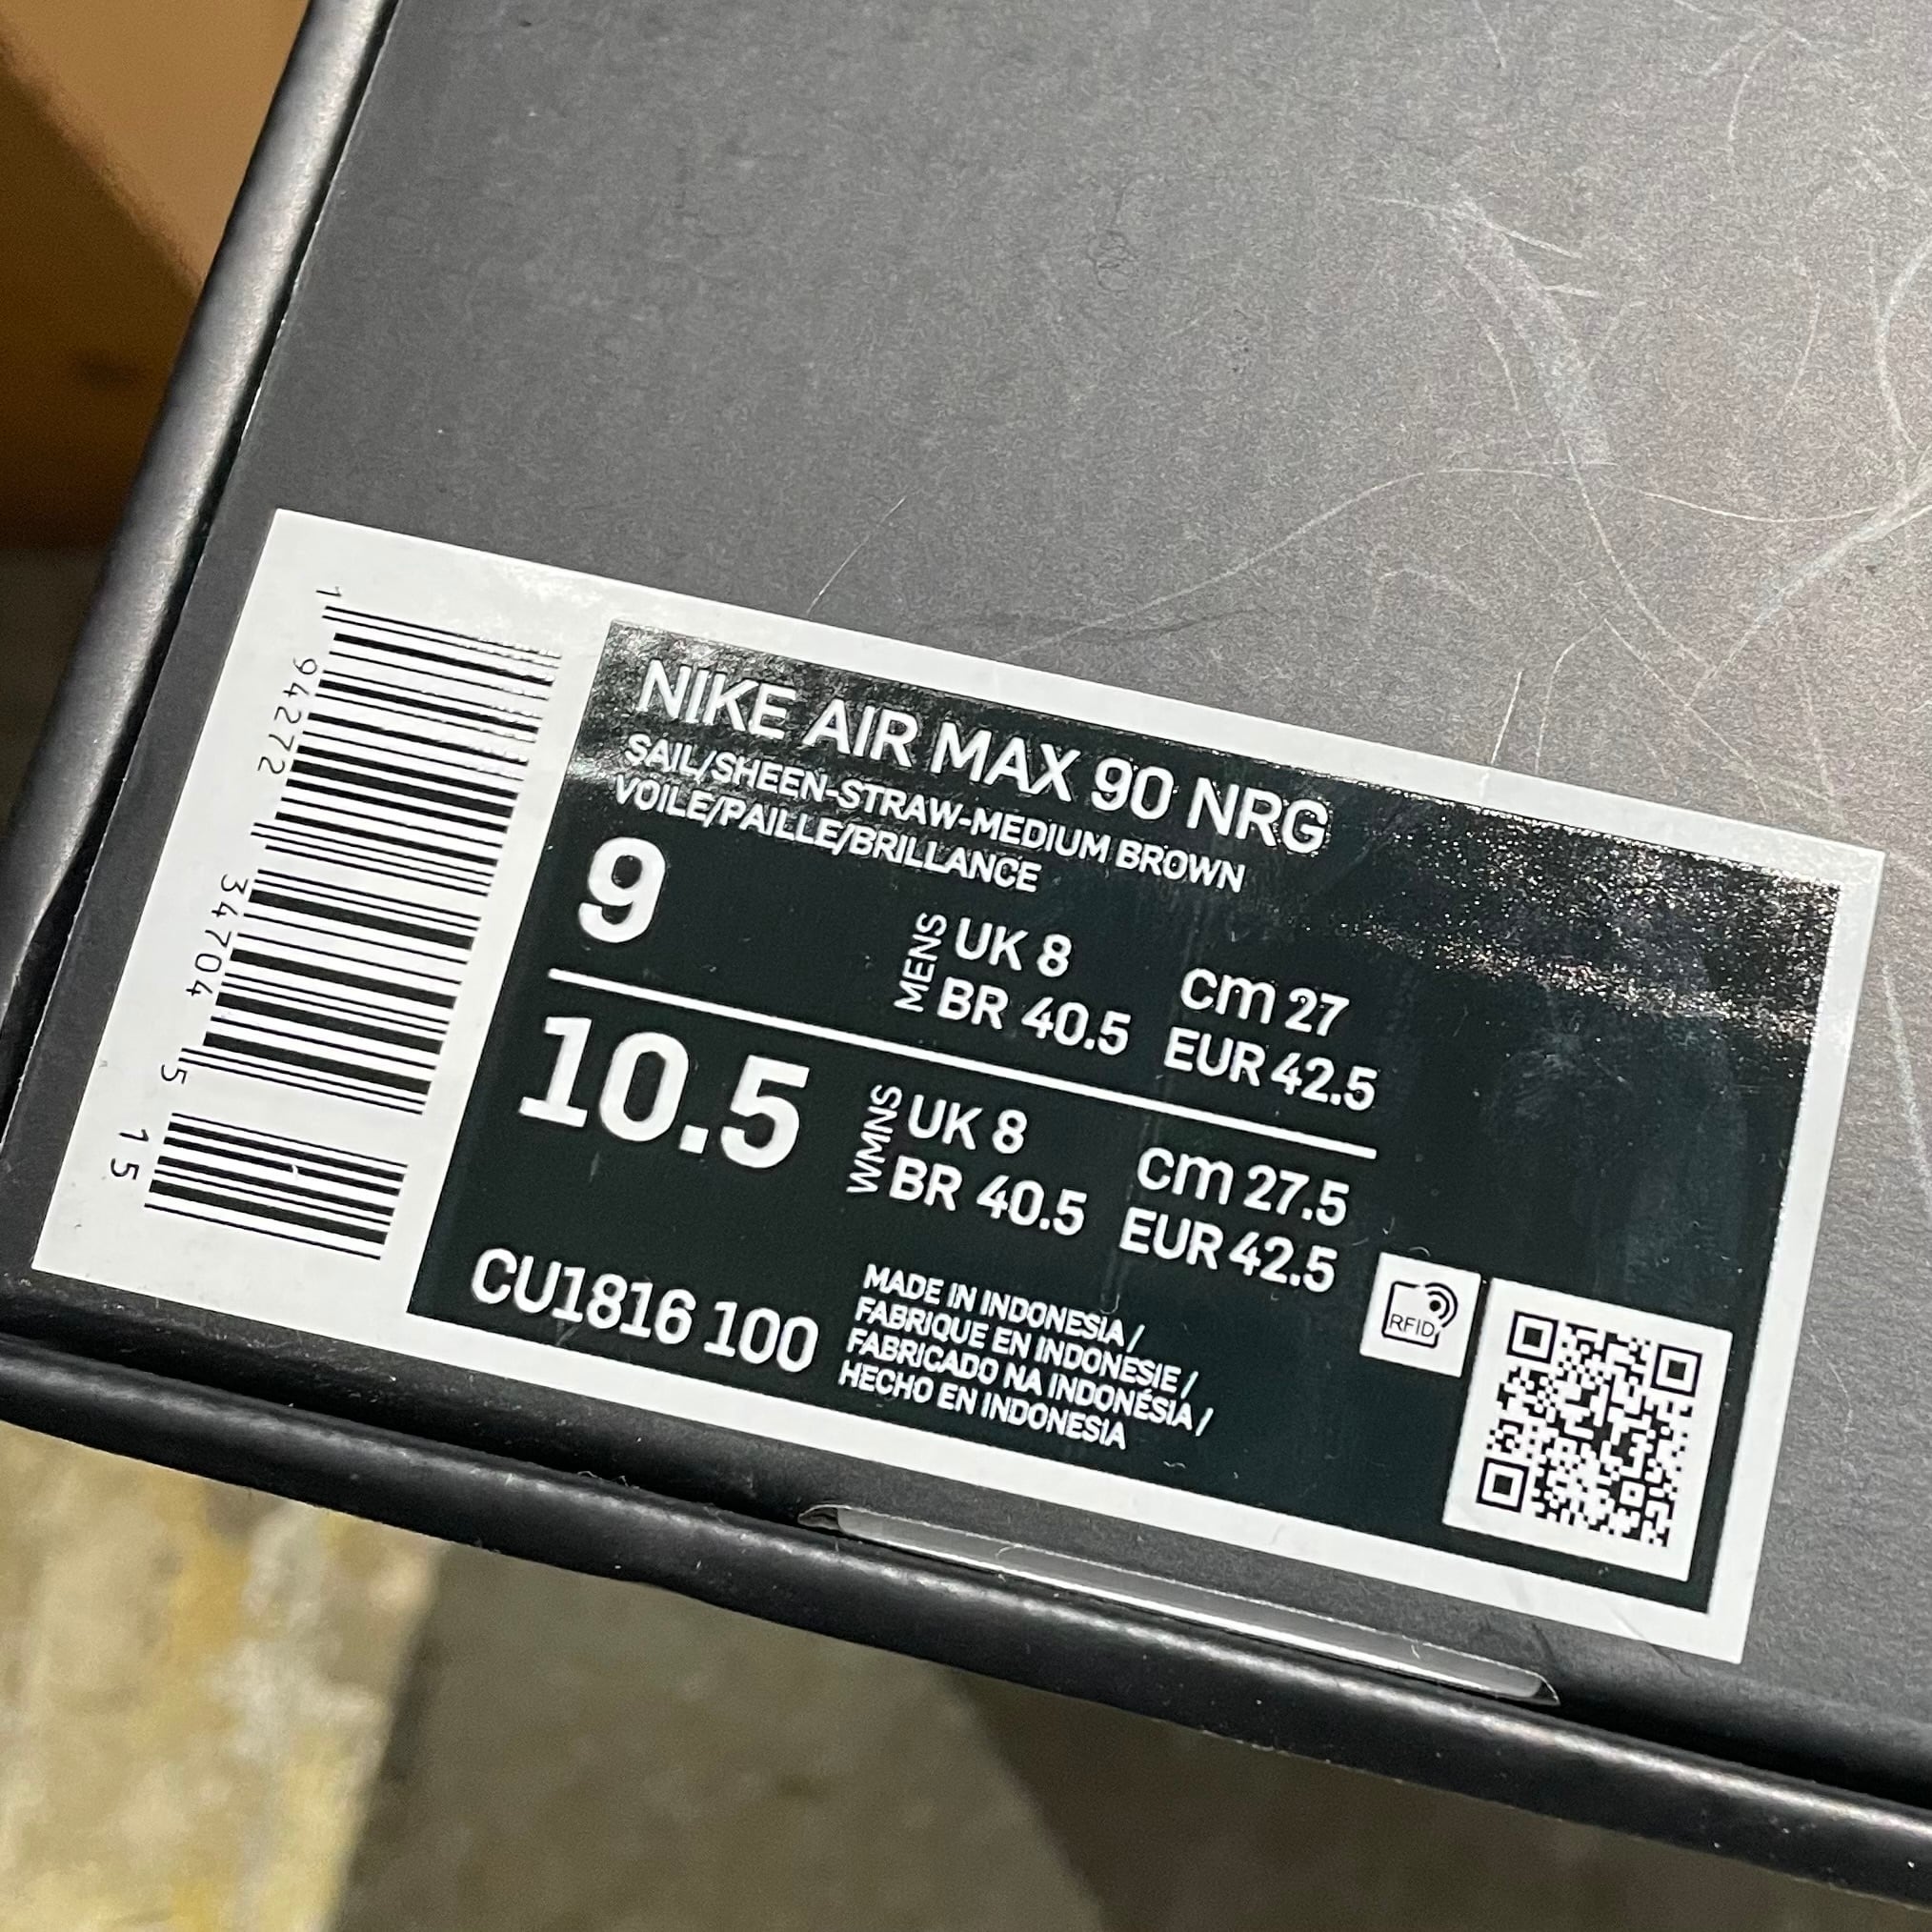 NIKE AIR MAX 90 NRG
SAIL/SHEEN-STRAW-MEDIUM BROWN
VOILE/PAILLE/BRILLANCE
9
MENS
UK 8
cm 27
BR 40.5
EUR 42.5
10.5
WMNS
UK 8
cm 27.5
BR 40.5
EUR 42.5
CU1816 100
MADE IN INDONESIA /
FABRIQUE EN INDONESIE /
FABRICADO NA INDONÉSIA /
HECHO EN INDONESIA
RFID
1 94272 34704 5 15